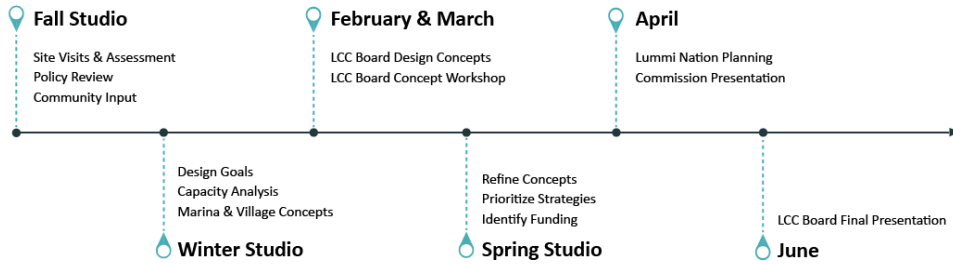 Fall Studio
Site Visits & Assessment
Policy Review
Community Input
February & March
LCC Board Design Concepts
LCC Board Concept Workshop
April
Lummi Nation Planning
Commission Presentation
Design Goals
Capacity Analysis
Marina & Village Concepts
Winter Studio
Refine Concepts
Prioritize Strategies
Identify Funding
Spring Studio
LCC Board Final Presentation
June